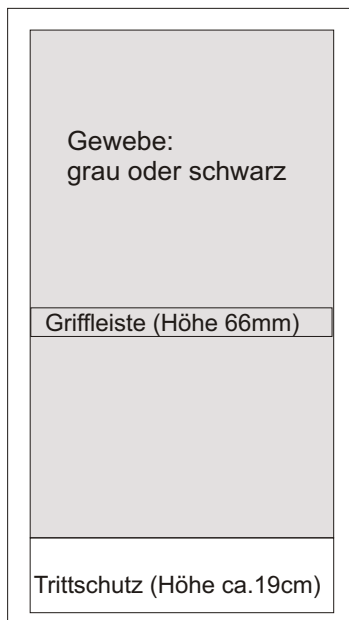 Gewebe:
grau oder schwarz
Griffleiste (Höhe 66mm)
Trittschutz (Höhe ca.19cm)